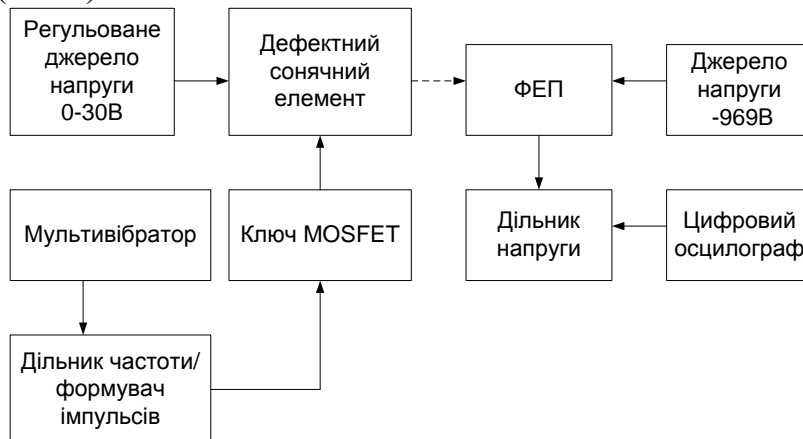 Регульоване
джерело
напруги
0-30В
Дефектний
сонячний
елемент
ФЕП
Джерело
напруги
-969В
Мультивібратор
Ключ MOSFET
Дільник
напруги
Цифровий
осцилограф
Дільник частоти/
формувач
імпульсів